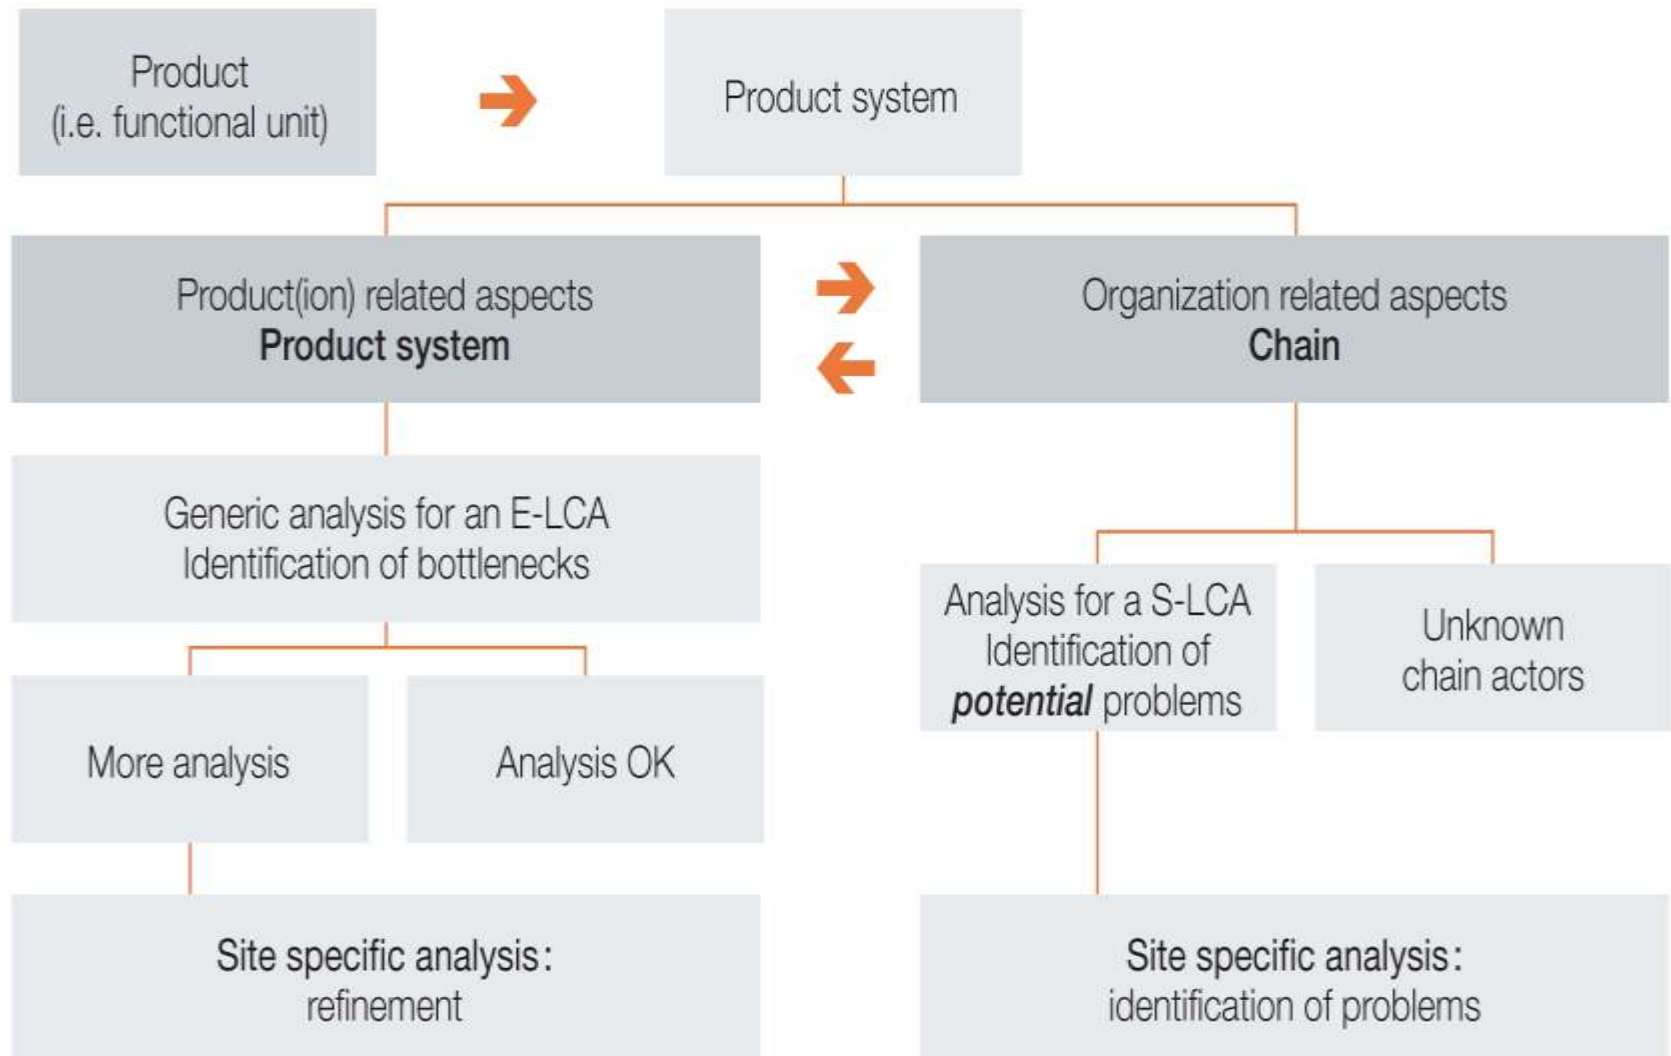 Product
(i.e. functional unit)
Product system
Product(ion) related aspects
Product system
Organization related aspects
Chain
Generic analysis for an E-LCA
Identification of bottlenecks
Analysis for a S-LCA
Identification of
potential problems
Unknown
chain actors
More analysis
Analysis OK
Site specific analysis:
refinement
Site specific analysis:
identification of problems